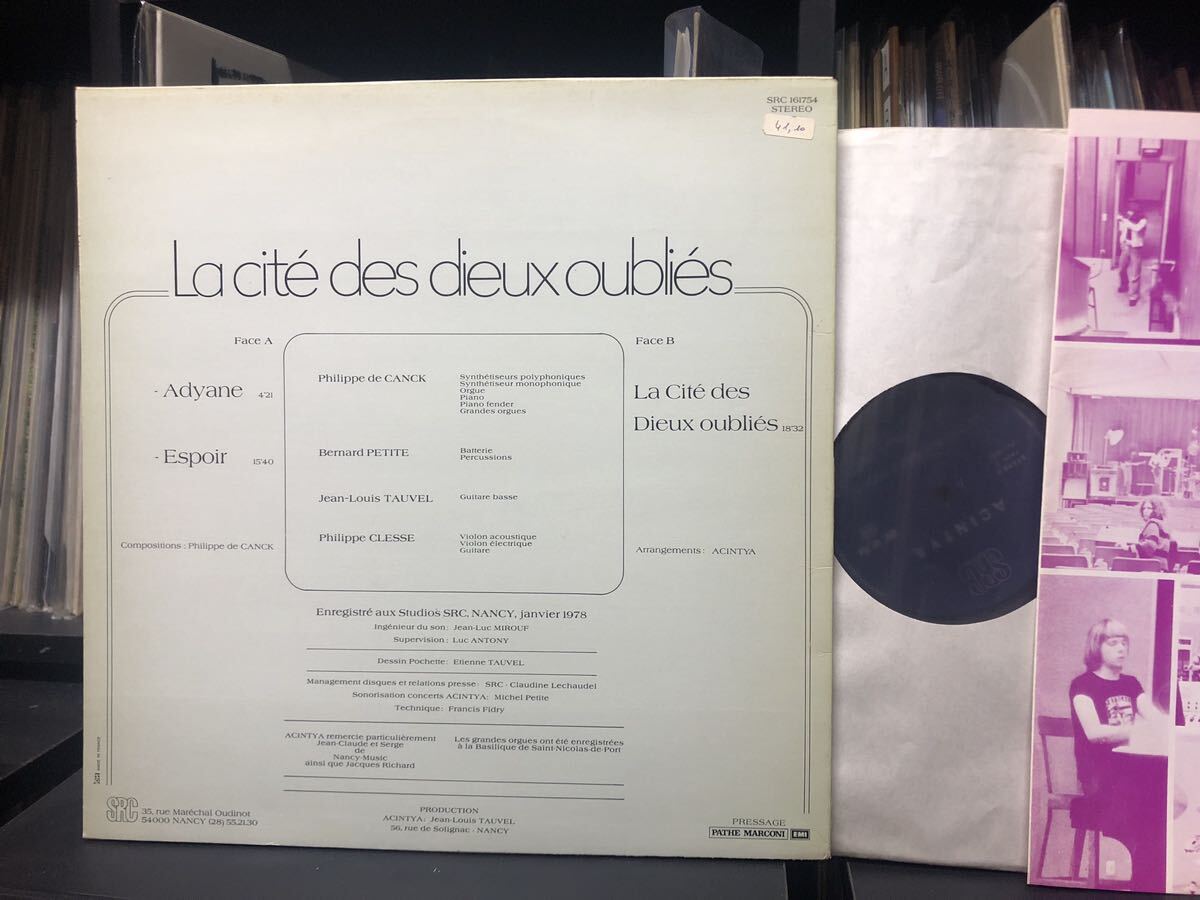 SRC 161754
STEREO
41,10
La cité des dieux oubliés
Face A
- Adyane 4'21
- Espoir 15'40
Compositions : Philippe de CANCK
Philippe de CANCK
Synthétiseurs polyphoniques
Synthétiseur monophonique
Orgue
Piano
Piano fender
Grandes orgues
Bernard PETITE
Batterie
Percussions
Jean-Louis TAUVEL
Guitare basse
Philippe CLESSE
Violon acoustique
Violon électrique
Guitare
Face B
La Cité des
Dieux oubliés 18'32
Arrangements : ACINTYA
Enregistré aux Studios SRC, NANCY, janvier 1978
Ingénieur du son : Jean-Luc MIROUF
Supervision : Luc ANTONY
Dessin Pochette : Etienne TAUVEL
Management disques et relations presse : SRC - Claudine Lechaudel
Sonorisation concerts ACINTYA : Michel Petite
Technique : Francis Fidry
ACINTYA remercie particulièrement
Jean-Claude et Serge
de
Nancy-Music
ainsi que Jacques Richard
Les grandes orgues ont été enregistrées
à la Basilique de Saint-Nicolas-de-Port
MADE IN FRANCE
SRC
35, rue Maréchal Oudinot
54000 NANCY (28) 55.21.30
PRODUCTION
ACINTYA : Jean-Louis TAUVEL
56, rue de Solignac - NANCY
PRESSAGE
PATHE MARCONI EMI
ACINTYA
SRC